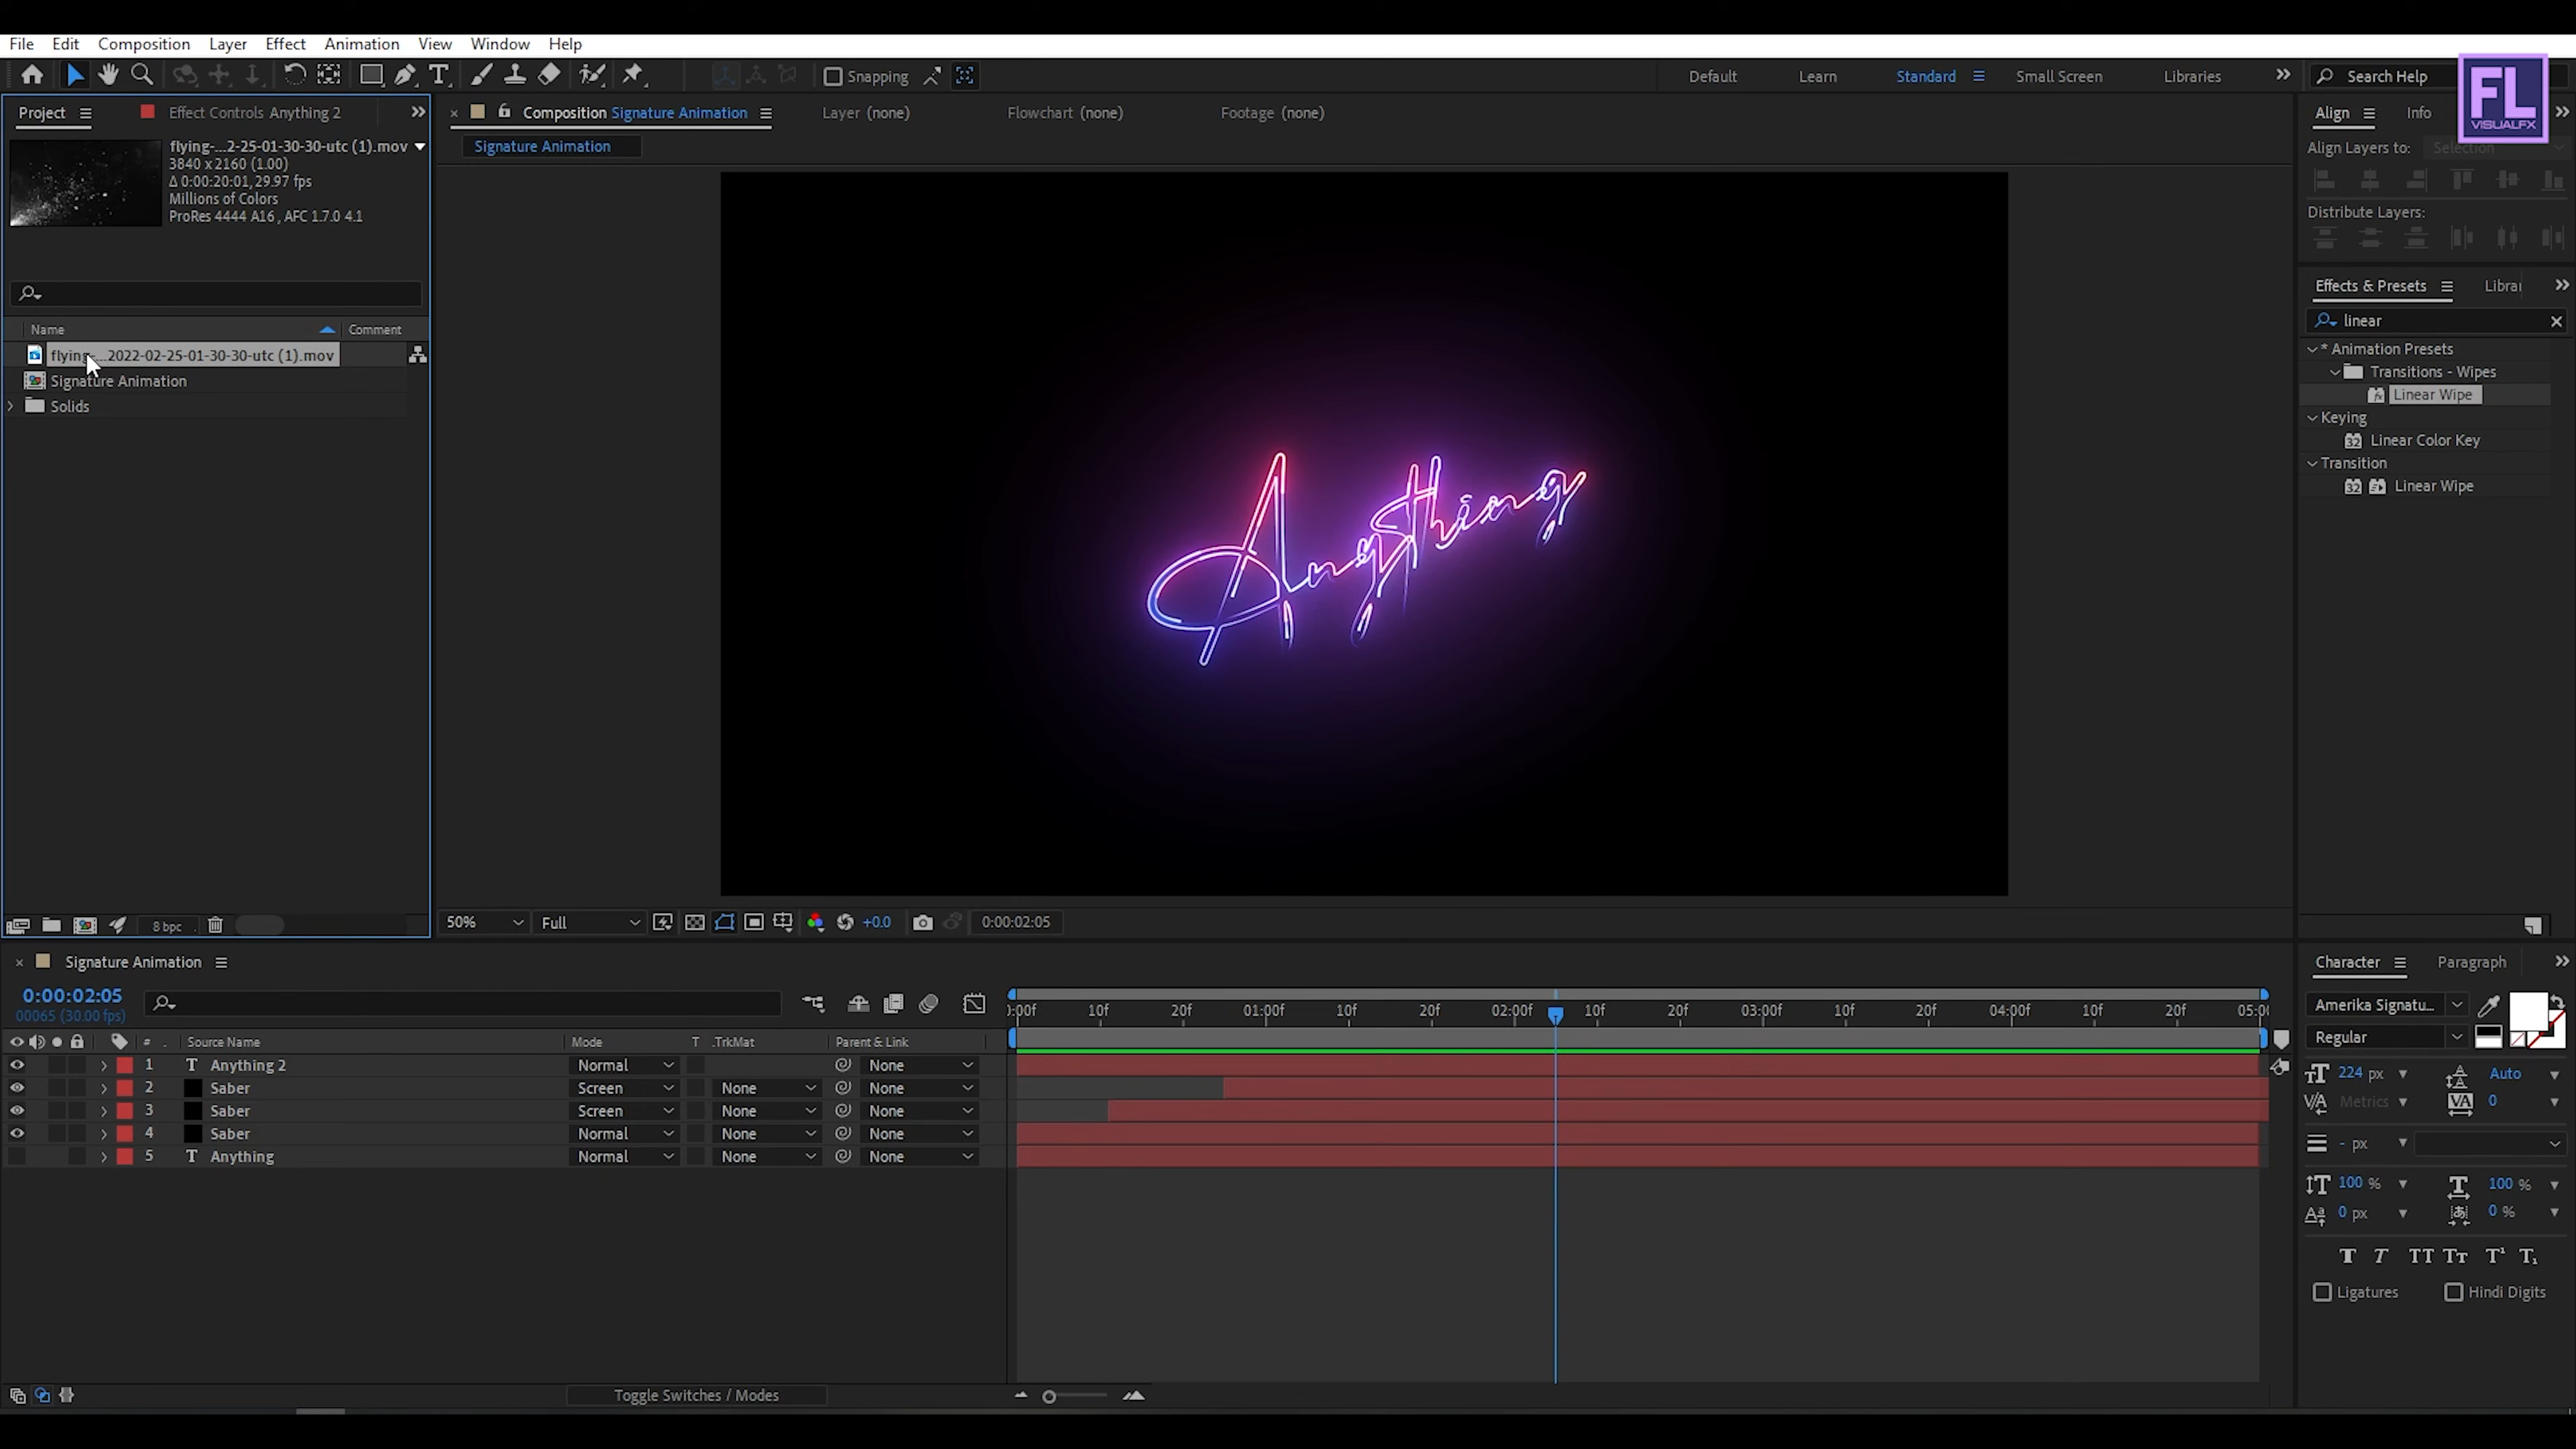 File Edit Composition Layer Effect Animation View Window Help
Snapping Default Learn Standard Small Screen Libraries Search Help
FL
VISUALFX
Project Effect Controls Anything 2
Composition Signature Animation Layer (none) Flowchart (none) Footage (none)
Align Info
flying-...2-25-01-30-30-utc (1).mov
3840 x 2160 (1.00)
Δ 0:00:20:01, 29.97 fps
Millions of Colors
ProRes 4444 A16 , AFC 1.7.0 4.1
Signature Animation
Align Layers to: Selection
Distribute Layers:
Name Comment
flying-...2022-02-25-01-30-30-utc (1).mov
Signature Animation
Solids
Effects & Presets
linear
* Animation Presets
Transitions - Wipes
Linear Wipe
Keying
Linear Color Key
Transition
Linear Wipe
Anything
8 bpc
50% Full +0.0 0:00:02:05
Signature Animation
0:00:02:05
00065 (30.00 fps)
:00f 10f 20f 01:00f 10f 20f 02:00f 10f 20f 03:00f 10f 20f 04:00f 10f 20f 05:00
# Source Name Mode T .TrkMat Parent & Link
1 T Anything 2 Normal None
2 Saber Screen None None
3 Saber Screen None None
4 Saber Normal None None
5 T Anything Normal None None
Toggle Switches / Modes
Character Paragraph
Amerika Signatu...
Regular
224 px Auto
Metrics 0
- px
100 % 100 %
0 px 0 %
T T TT Tt T¹ T₁
Ligatures Hindi Digits